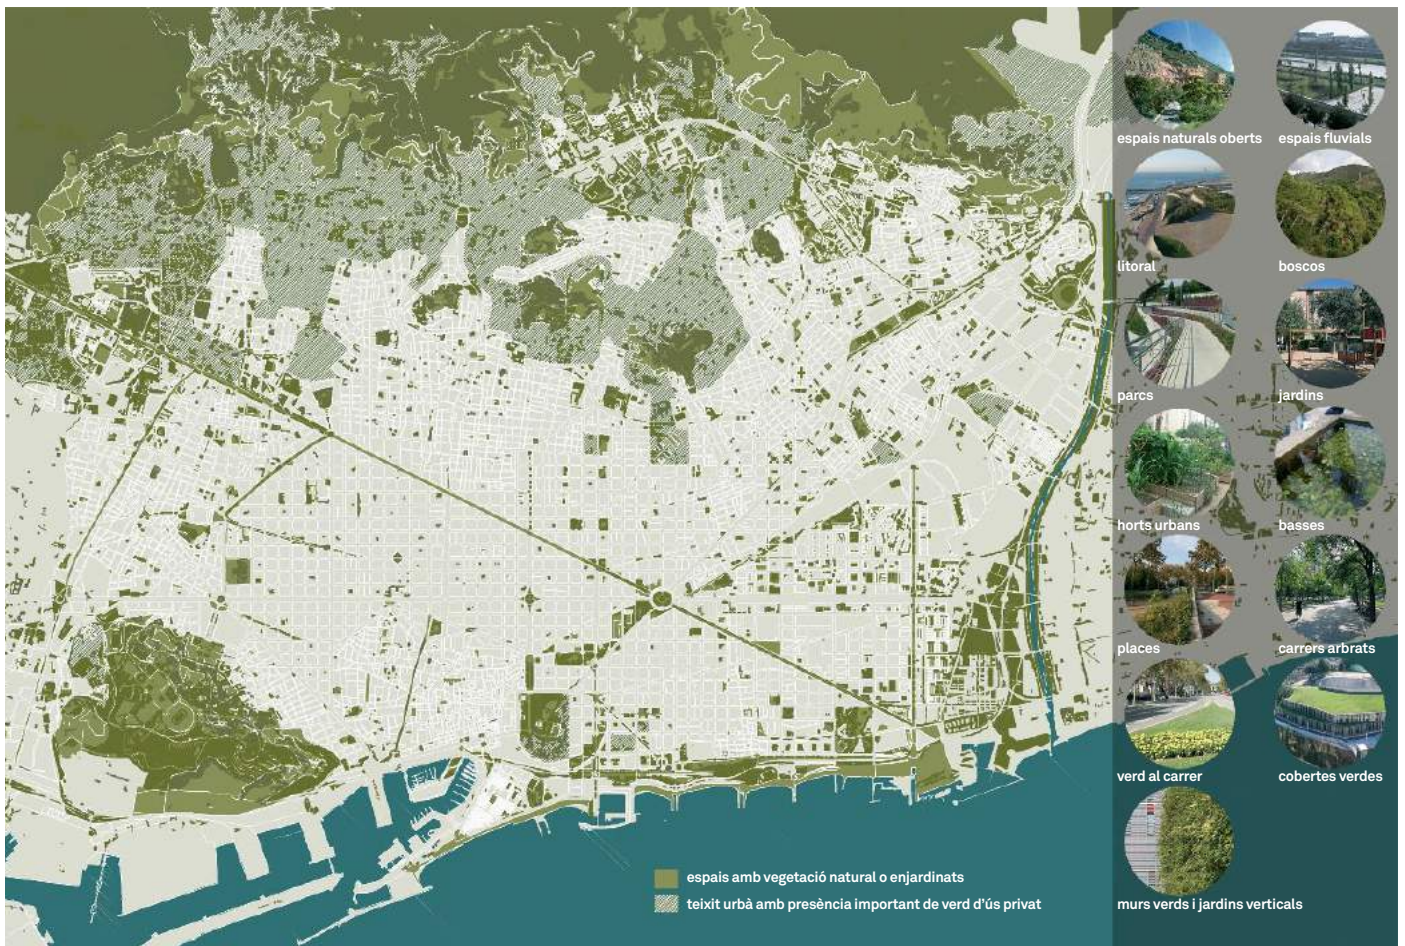 espais naturals oberts
espais fluvials
litoral
boscos
parcs
jardins
horts urbans
basses
places
carrers arbrats
verd al carrer
cobertes verdes
murs verds i jardins verticals
espais amb vegetació natural o enjardinats
teixit urbà amb presència important de verd d'ús privat